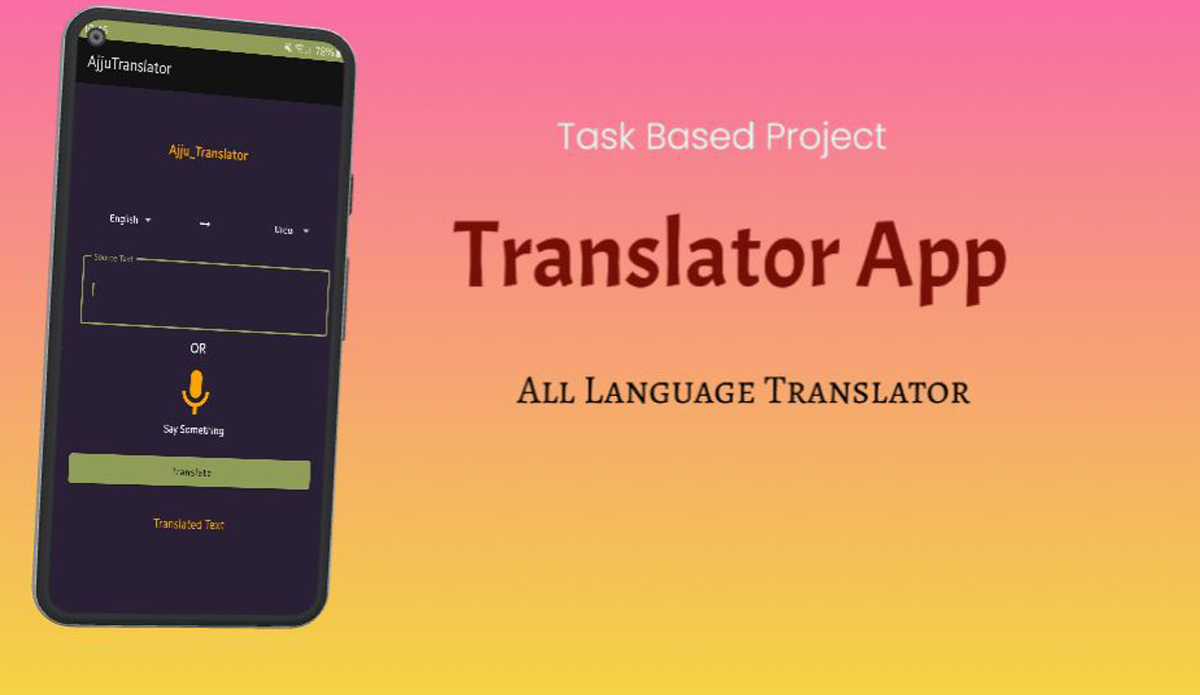 78%
AjjuTranslator
Ajju_Translator
English
Urdu
Source Text
OR
Say Something
Translate
Translated Text
Task Based Project
Translator App
All Language Translator